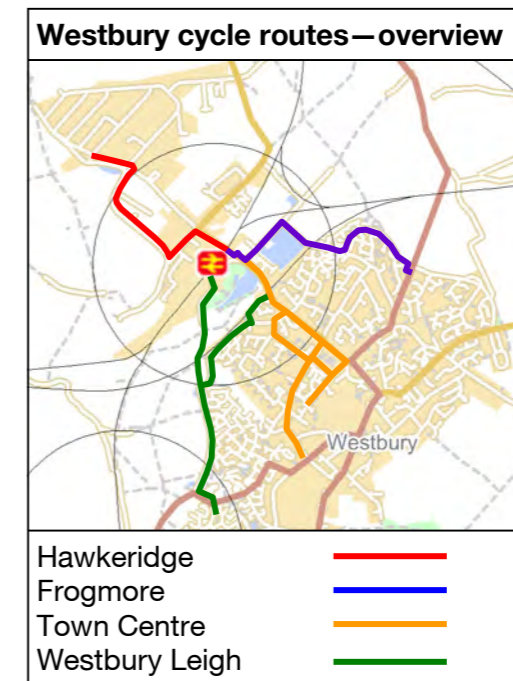 Westbury cycle routes—overview
Westbury
Hawkeridge
Frogmore
Town Centre
Westbury Leigh